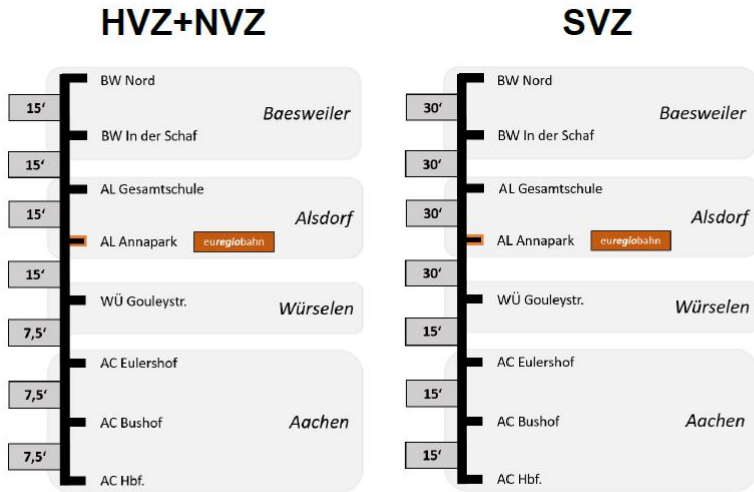 HVZ+NVZ
BW Nord
15‘
Baesweiler
BW In der Schaf
15‘
AL Gesamtschule
15‘
Alsdorf
AL Annapark
euregiobahn
15‘
WÜ Gouleystr.
Würselen
7,5‘
AC Eulershof
7,5‘
AC Bushof
Aachen
7,5‘
AC Hbf.
SVZ
BW Nord
30‘
Baesweiler
BW In der Schaf
30‘
AL Gesamtschule
30‘
Alsdorf
AL Annapark
euregiobahn
30‘
WÜ Gouleystr.
Würselen
15‘
AC Eulershof
15‘
AC Bushof
Aachen
15‘
AC Hbf.